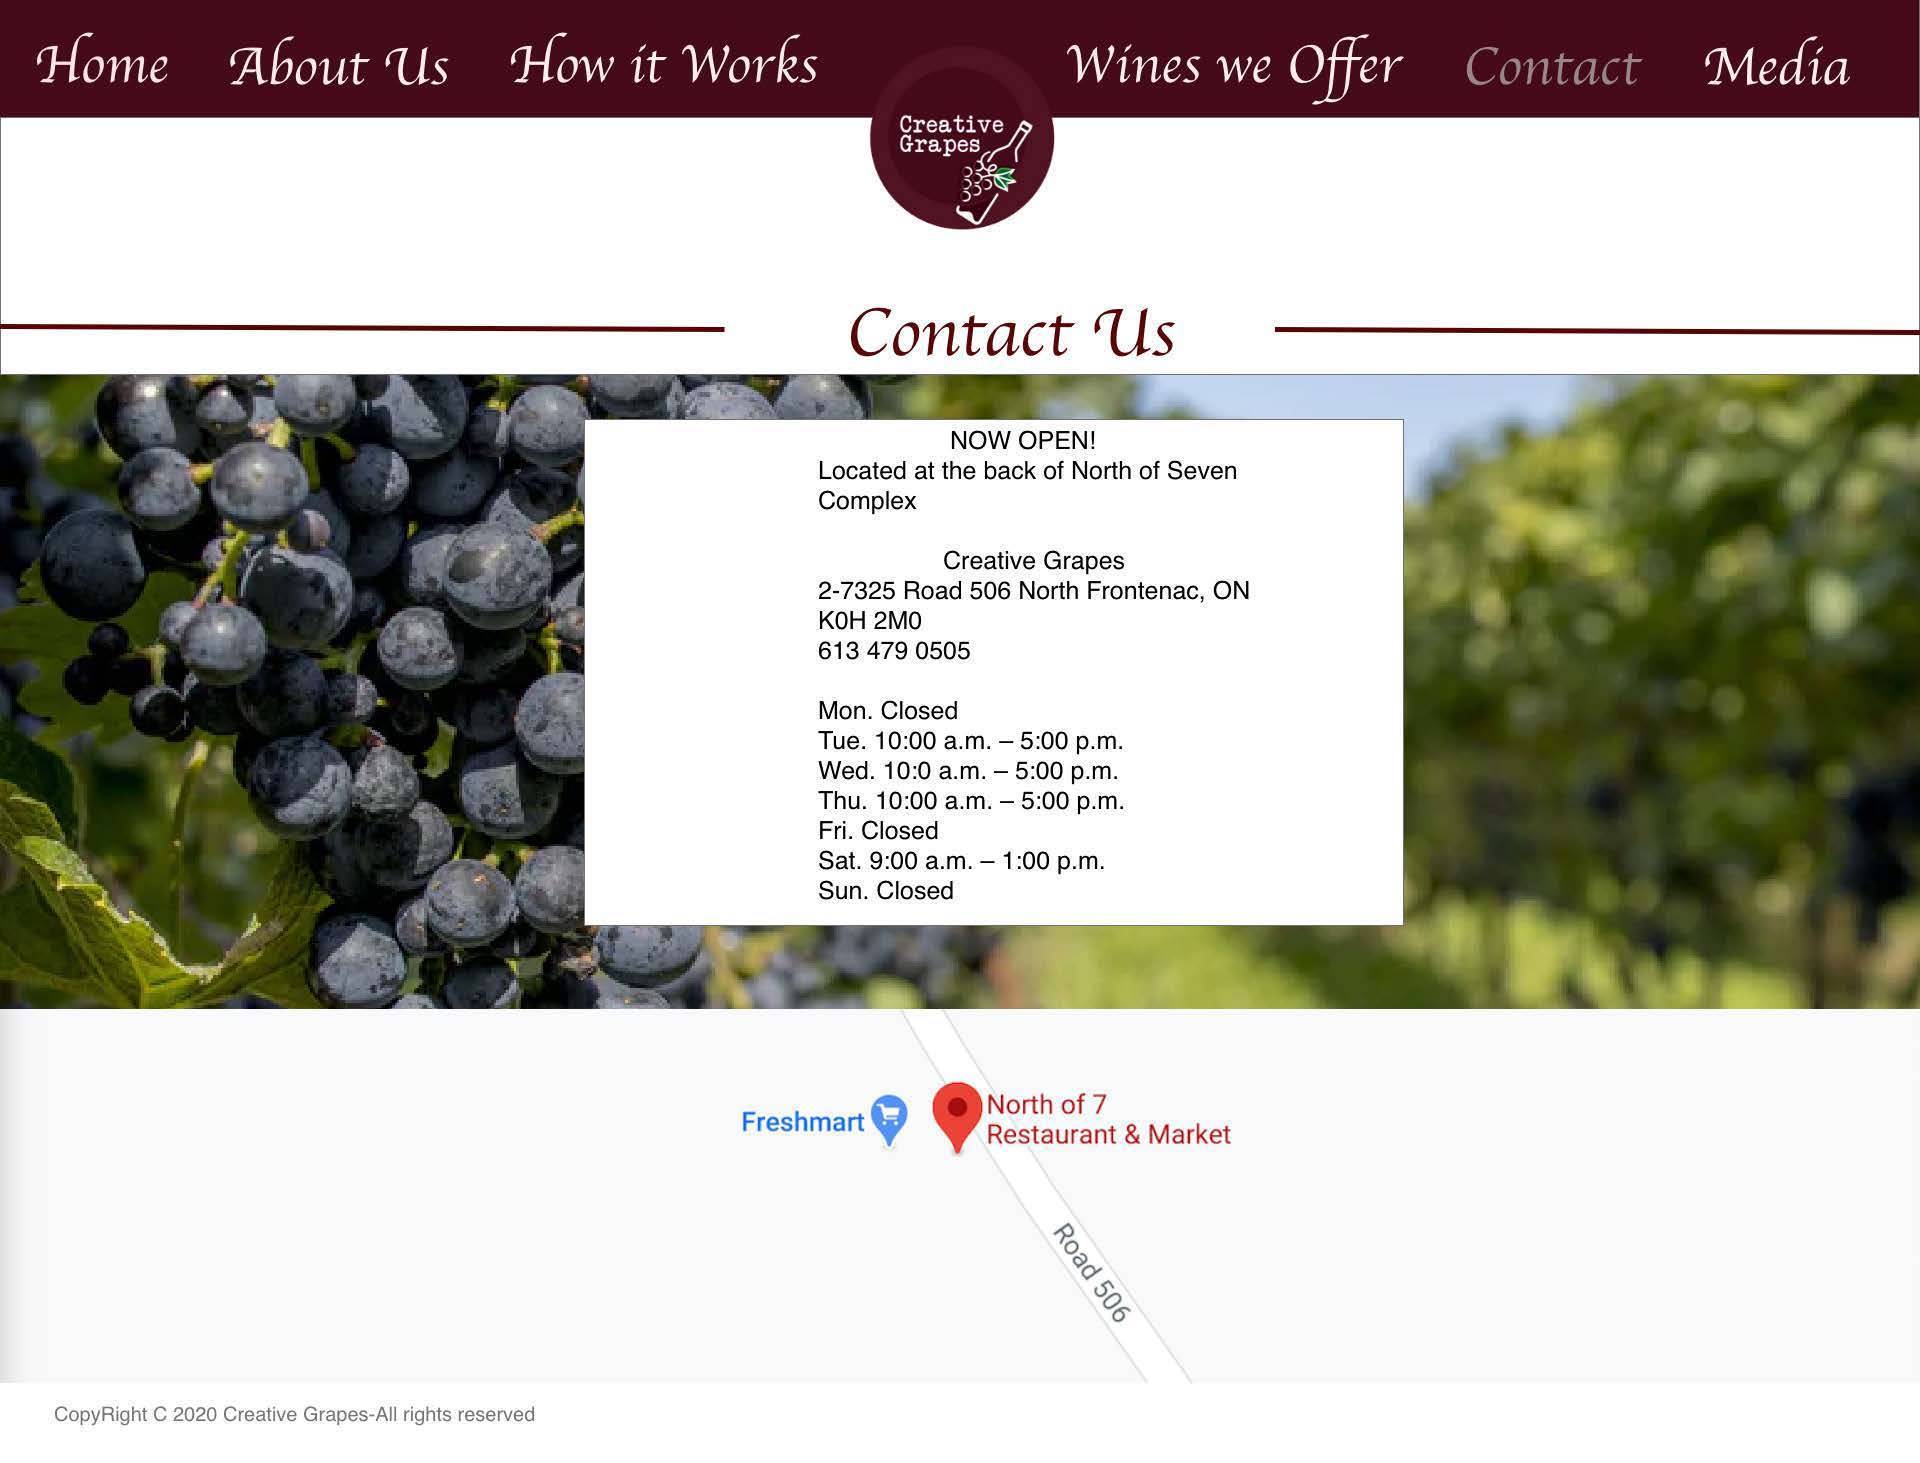 Home About Us How it Works Wines we Offer Contact Media
Creative
Grapes
Contact Us
NOW OPEN!
Located at the back of North of Seven
Complex
Creative Grapes
2-7325 Road 506 North Frontenac, ON
K0H 2M0
613 479 0505
Mon. Closed
Tue. 10:00 a.m. – 5:00 p.m.
Wed. 10:0 a.m. – 5:00 p.m.
Thu. 10:00 a.m. – 5:00 p.m.
Fri. Closed
Sat. 9:00 a.m. – 1:00 p.m.
Sun. Closed
Freshmart
North of 7
Restaurant & Market
Road 506
CopyRight C 2020 Creative Grapes-All rights reserved